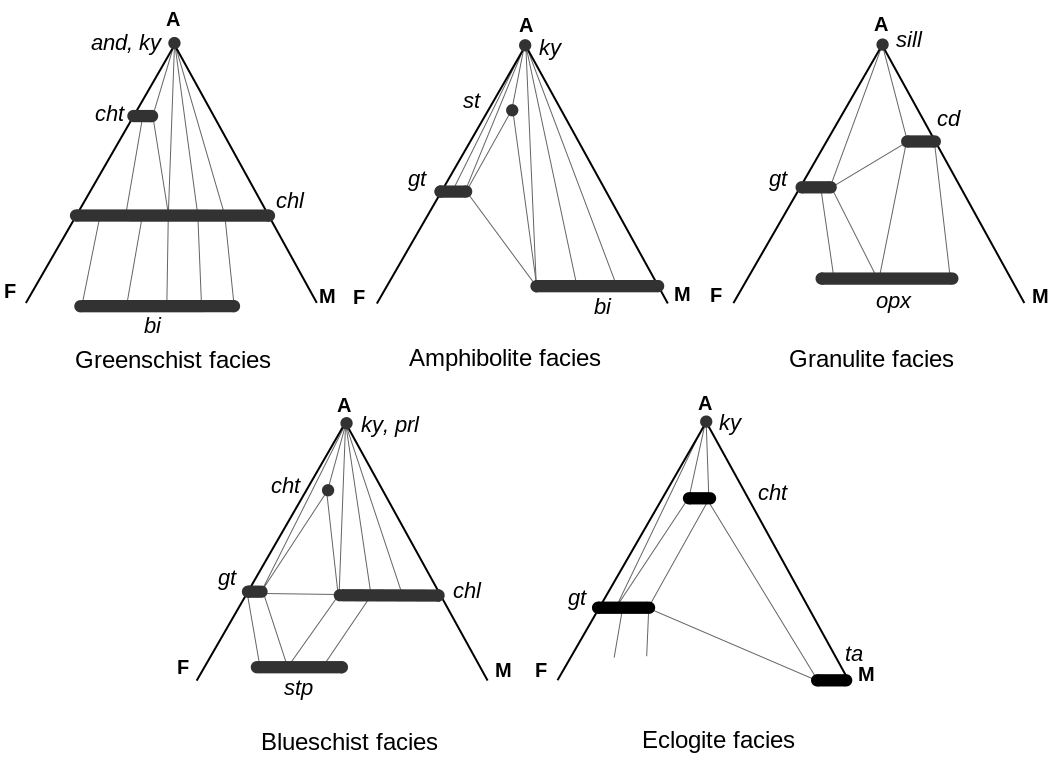 A
and, ky
cht
chl
F
M
bi
Greenschist facies
A
ky
st
gt
F
M
bi
Amphibolite facies
A
sill
cd
gt
F
M
opx
Granulite facies
A
ky, prl
cht
gt
chl
F
M
stp
Blueschist facies
A
ky
cht
gt
ta
F
M
Eclogite facies